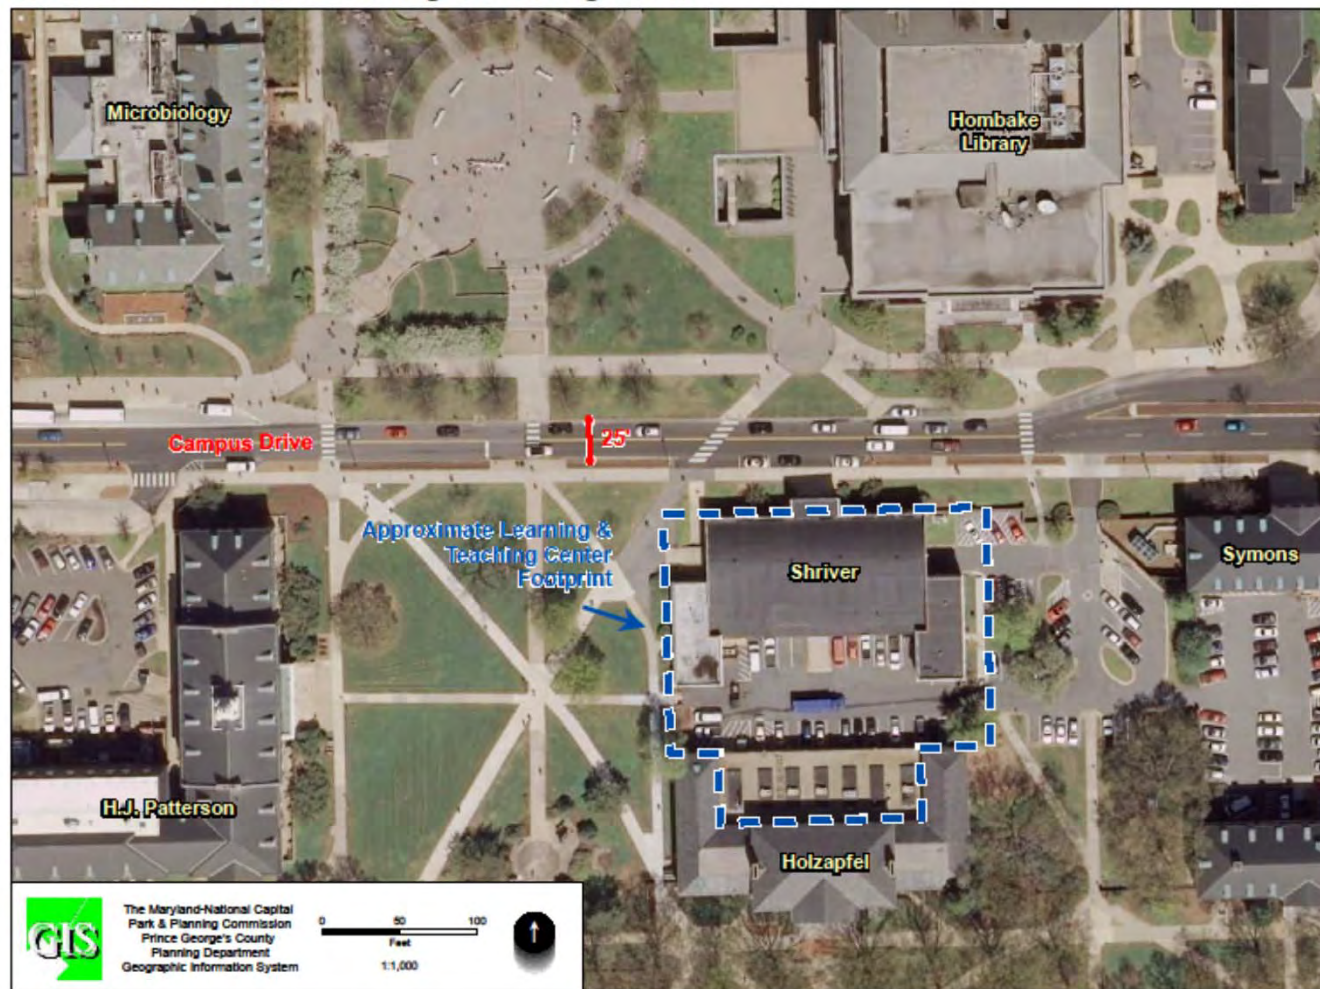 Microbiology
Hombake
Library
Campus Drive
25'
Approximate Learning &
Teaching Center
Footprint
Shriver
Symons
H.J. Patterson
Holzapfel
GIS
The Maryland-National Capital
Park & Planning Commission
Prince George's County
Planning Department
Geographic Information System
0 50 100
Feet
1:1,000